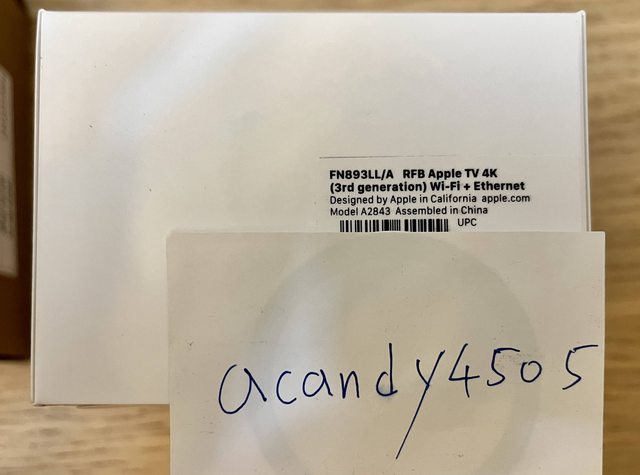 FN893LL/A RFB Apple TV 4K
(3rd generation) Wi-Fi + Ethernet
Designed by Apple in California apple.com
Model A2843 Assembled in China
UPC
acandy4505